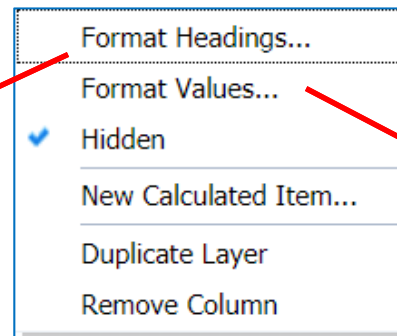 Format Headings...
Format Values...
Hidden
New Calculated Item...
Duplicate Layer
Remove Column